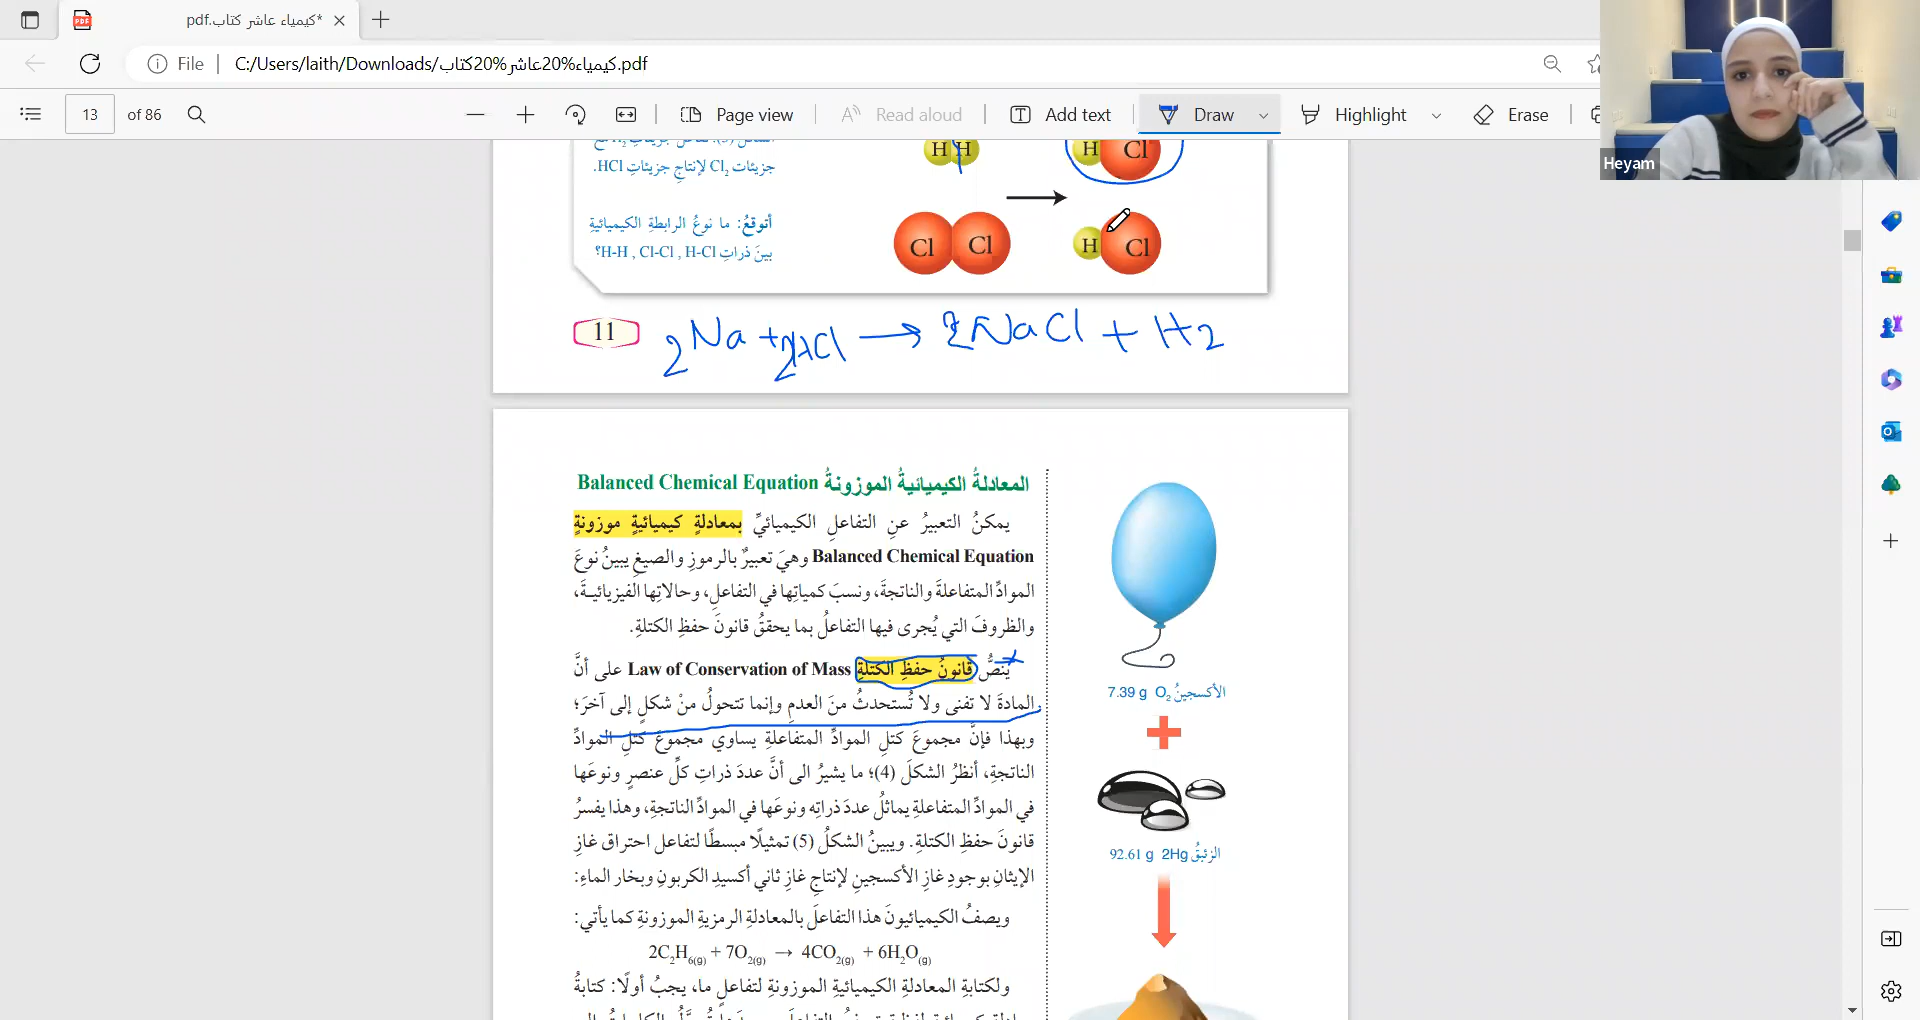 كيمياء عاشر كتاب.pdf*
File
C:/Users/laith/Downloads/كيمياء%20عاشر%20كتاب.pdf
13 of 86
Page view
Read aloud
Add text
Draw
Highlight
Erase
Heyam
H H
H Cl
جزيئات Cl₂ لإنتاجِ جزيئاتِ HCl.
أتوقعُ: ما نوعُ الرابطةِ الكيميائيةِ
بينَ ذراتِ H-H , Cl-Cl , H-Cl؟
Cl Cl
H Cl
11
2Na + 2HCl → 2NaCl + H2
المعادلةُ الكيميائيةُ الموزونةُ Balanced Chemical Equation
يمكنُ التعبيرُ عنِ التفاعلِ الكيميائيِّ بمعادلةٍ كيميائيةٍ موزونةٍ
Balanced Chemical Equation وهيَ تعبيرٌ بالرموزِ والصيغِ يبينُ نوعَ
الموادِّ المتفاعلةَ والناتجةَ، ونسبَ كمياتِها في التفاعلِ، وحالاتِها الفيزيائيـةَ،
والظروفَ التي يُجرى فيها التفاعلُ بما يحققُ قانونَ حفظِ الكتلةِ.
ينصُّ قانونُ حفظِ الكتلةِ Law of Conservation of Mass على أنَّ
المادةَ لا تفنى ولا تُستحدثُ منَ العدمِ وإنما تتحولُ منْ شكلٍ إلى آخرَ؛
وبهذا فإنَّ مجموعَ كتلِ الموادِّ المتفاعلةِ يساوي مجموعَ كتلِ الموادِّ
الناتجةِ، أنظرُ الشكلَ (4)؛ ما يشيرُ الى أنَّ عددَ ذراتِ كلِّ عنصرٍ ونوعَها
في الموادِّ المتفاعلةِ يماثلُ عددَ ذراتِه ونوعَها في الموادِّ الناتجةِ، وهذا يفسرُ
قانونَ حفظِ الكتلةِ. ويبينُ الشكلُ (5) تمثيلًا مبسطًا لتفاعل احتراق غازِ
الإيثانِ بوجودِ غازِ الأكسجينِ لإنتاجِ غازِ ثاني أكسيدِ الكربونِ وبخار الماءِ:
ويصفُ الكيميائيونَ هذا التفاعلَ بالمعادلةِ الرمزيةِ الموزونةِ كما يأتي:
2C₂H₆(g) + 7O₂(g) → 4CO₂(g) + 6H₂O(g)
ولكتابةِ المعادلةِ الكيميائيةِ الموزونةِ لتفاعلٍ ما، يجبُ أولًا: كتابةُ
الأكسجينُ O₂ 7.39 g
الزئبقُ 2Hg 92.61 g